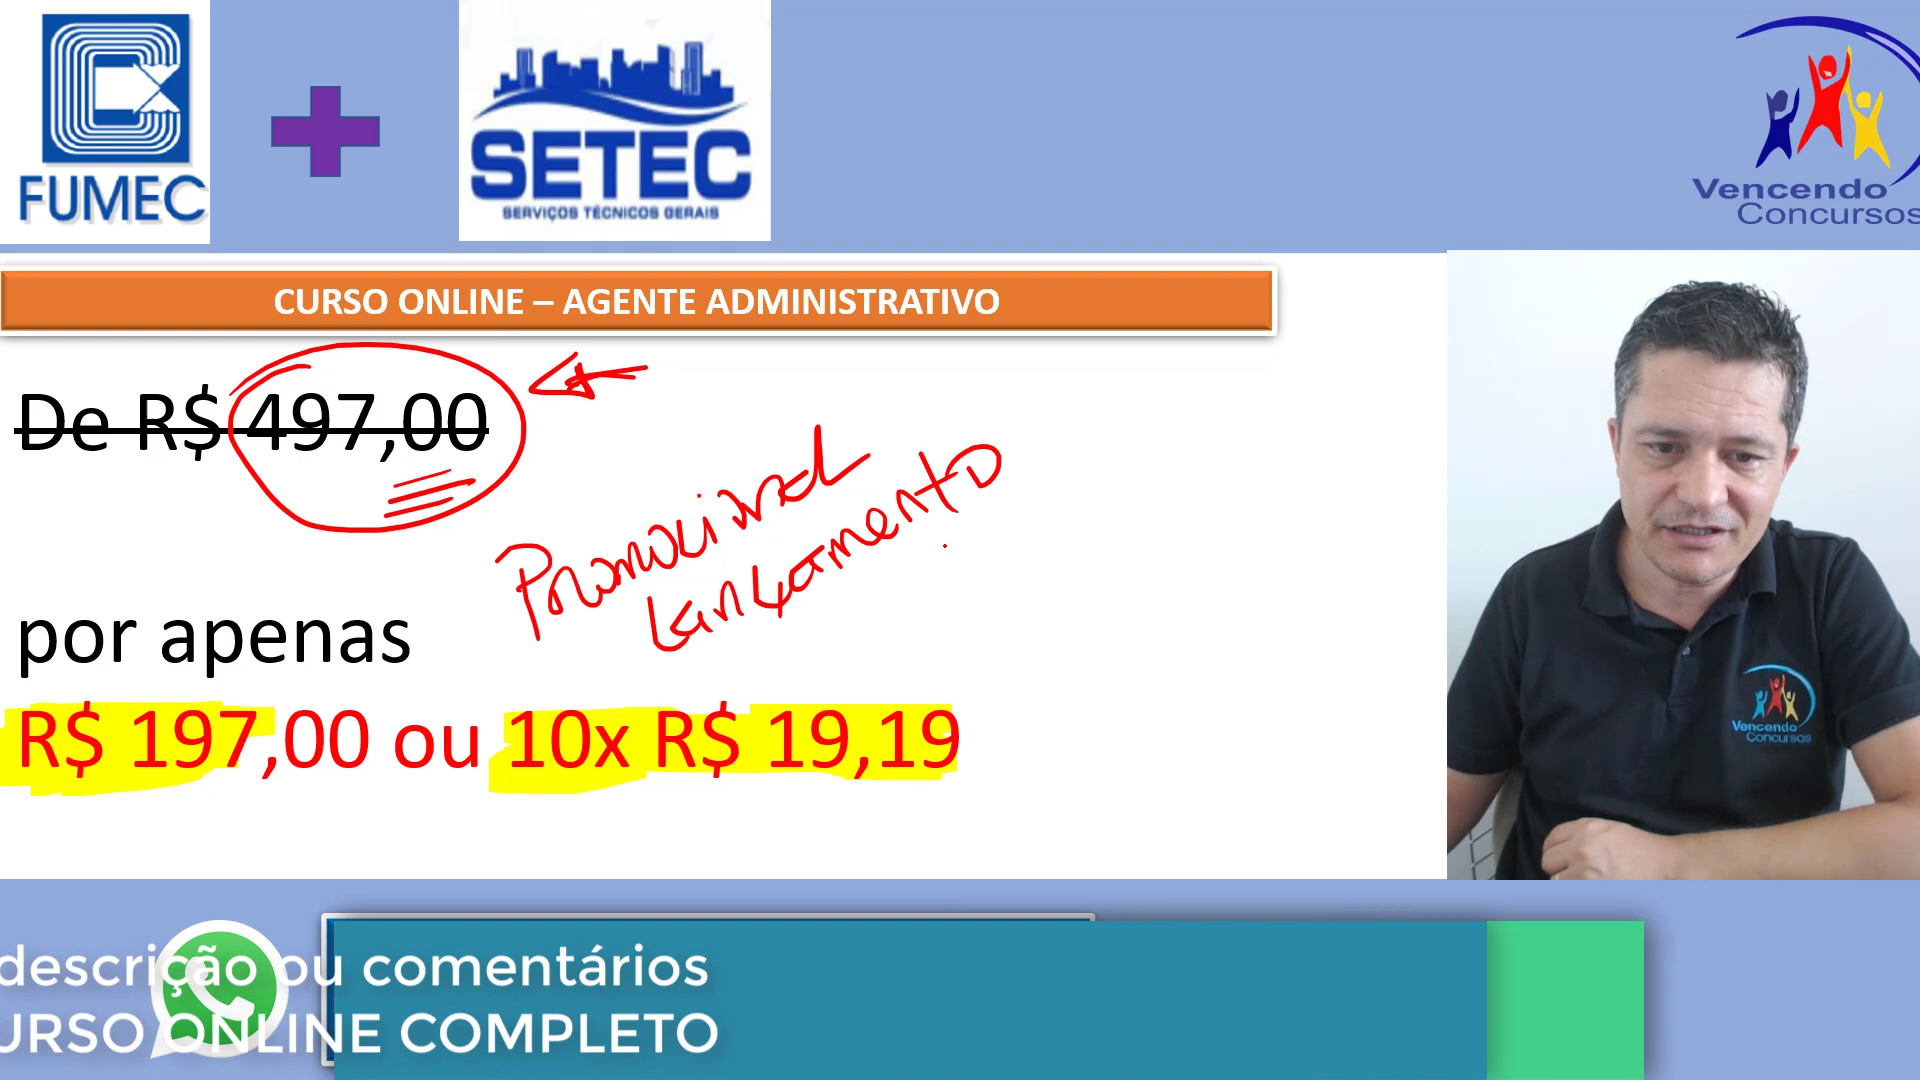 FUMEC
SETEC
SERVIÇOS TÉCNICOS GERAIS
Vencendo
Concursos
CURSO ONLINE – AGENTE ADMINISTRATIVO
De R$ 497,00
Promocional
Lançamento
por apenas
R$ 197,00 ou 10x R$ 19,19
Vencendo
Concursos
descrição ou comentários
URSO ONLINE COMPLETO